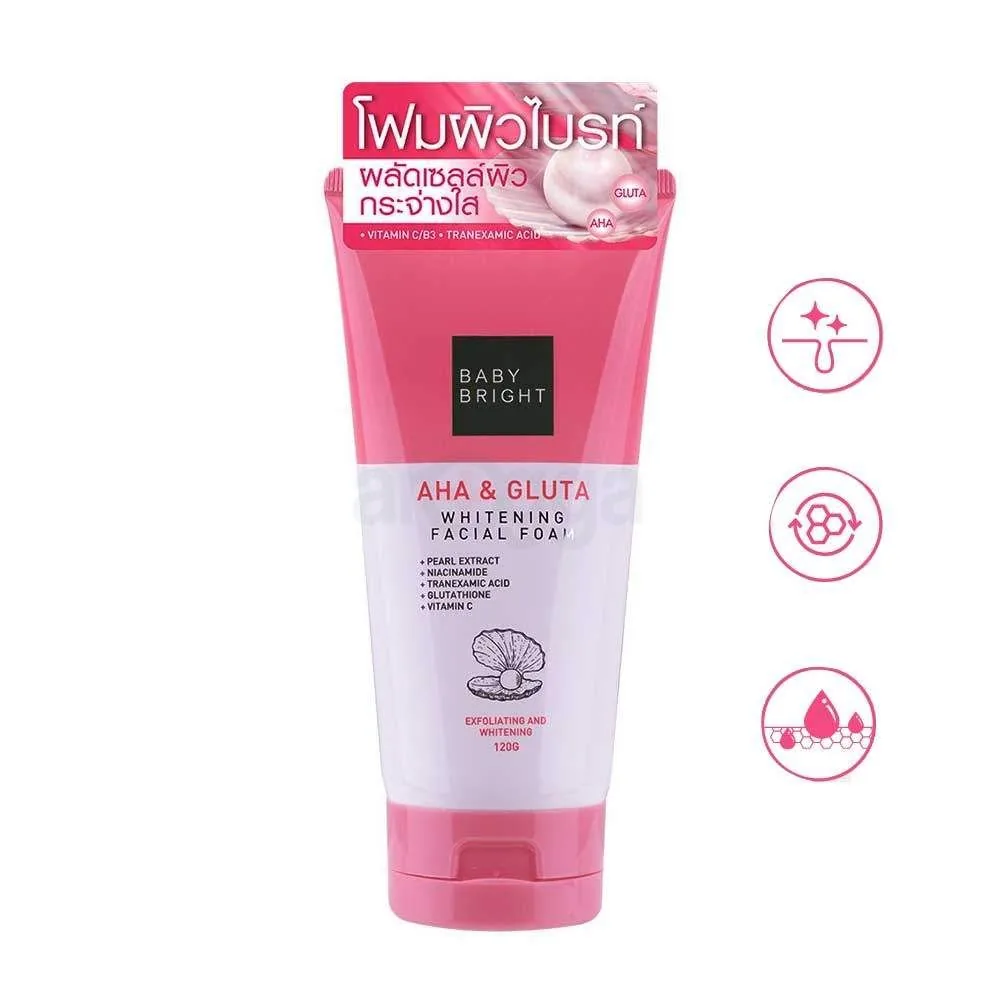 โฟมผิวไบรท์
ผลัดเซลล์ผิว
กระจ่างใส
GLUTA
AHA
• VITAMIN C/B3 • TRANEXAMIC ACID
BABY
BRIGHT
AHA & GLUTA
WHITENING
FACIAL FOAM
+ PEARL EXTRACT
+ NIACINAMIDE
+ TRANEXAMIC ACID
+ GLUTATHIONE
+ VITAMIN C
EXFOLIATING AND
WHITENING
120G